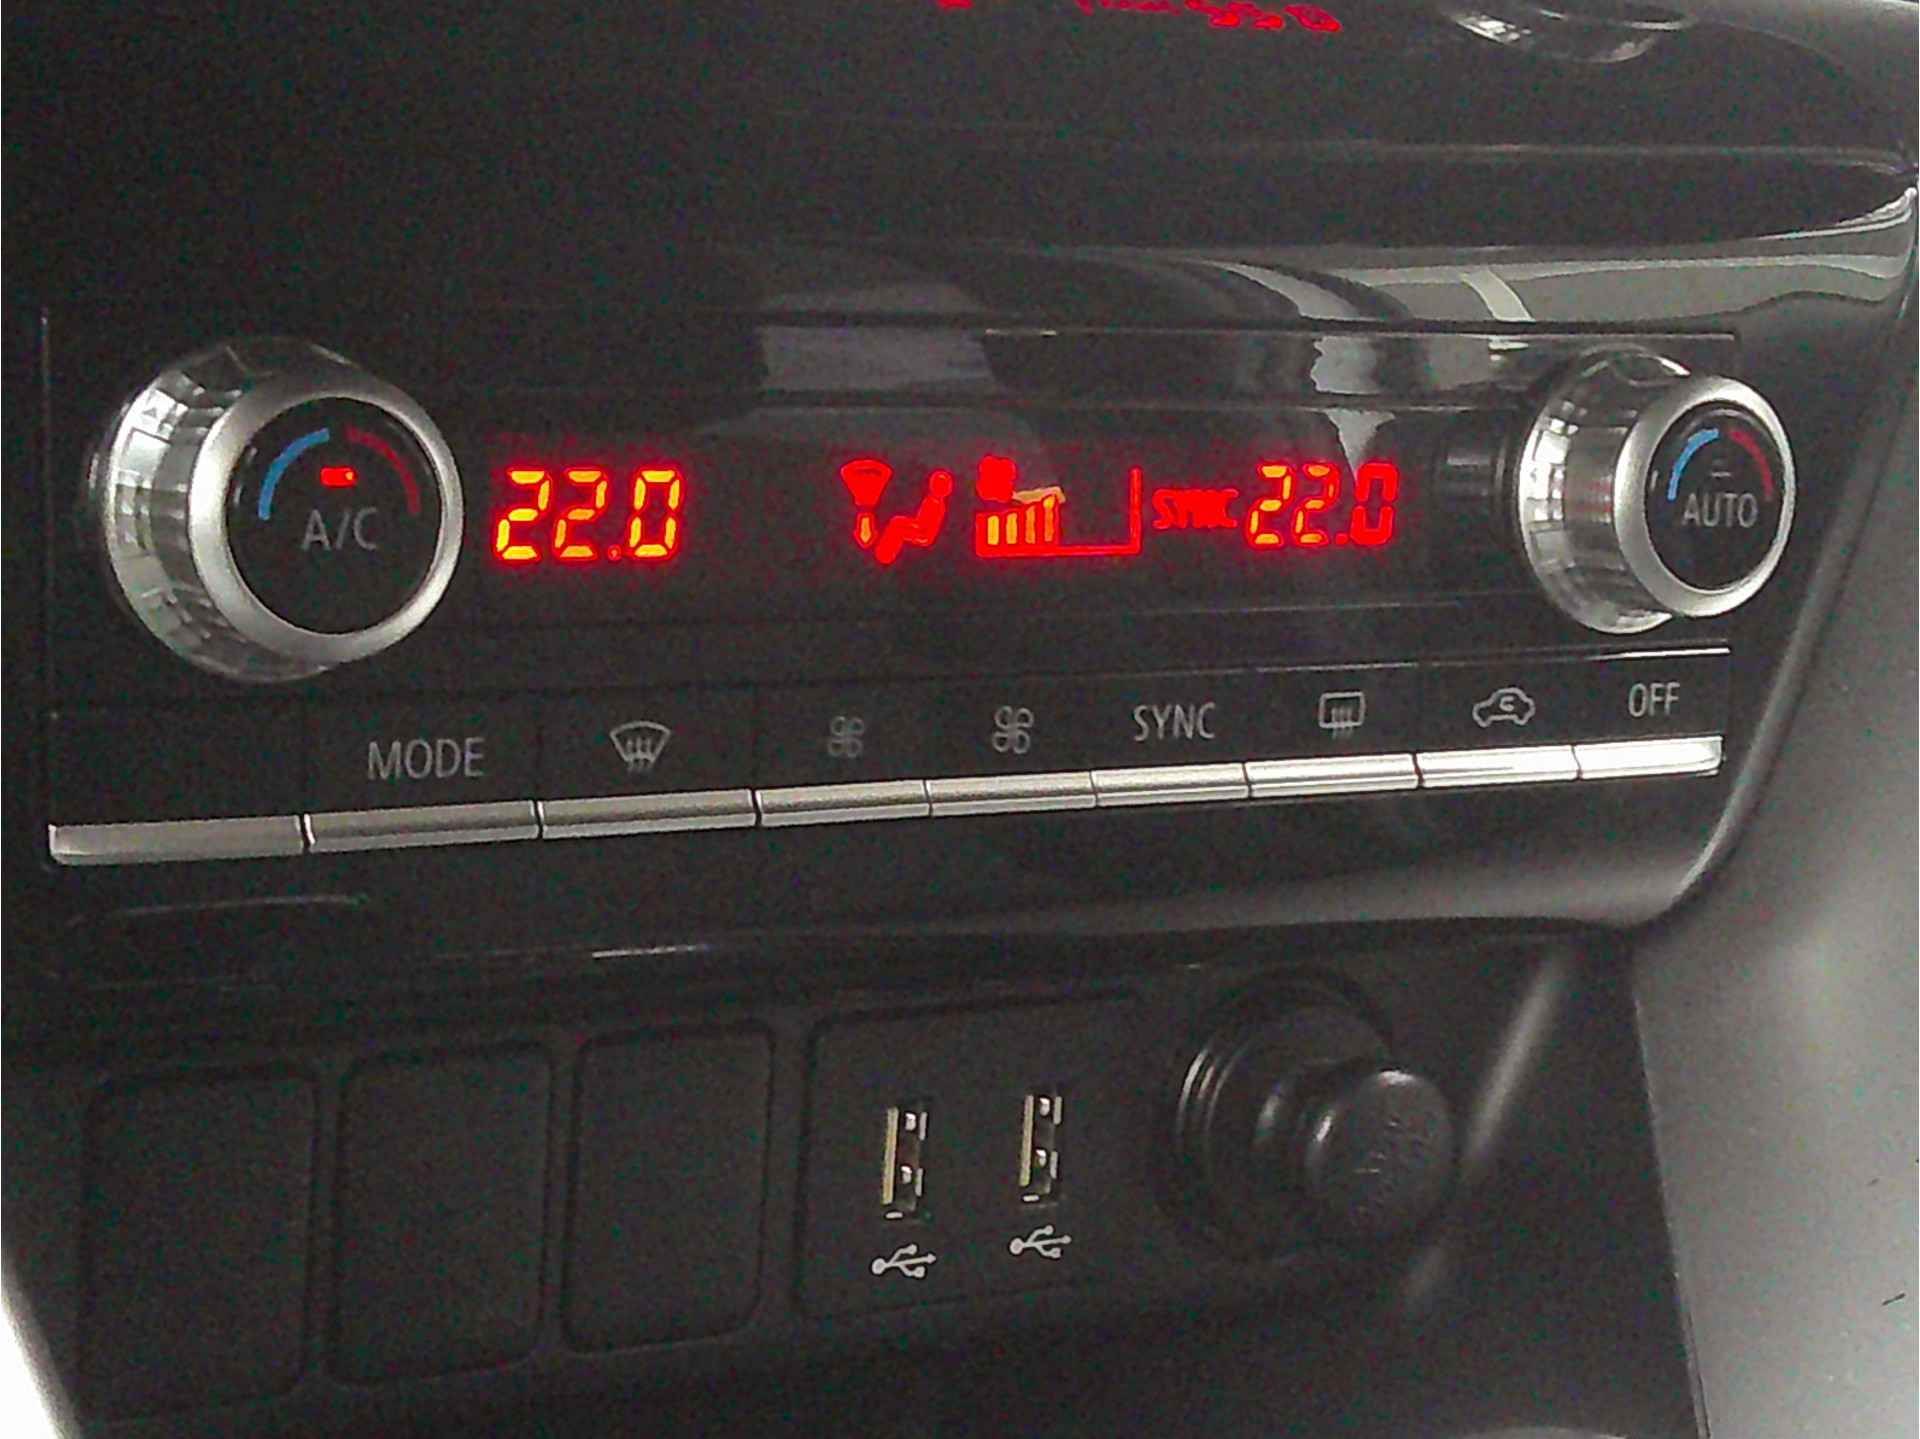 A/C
22.0
SYNC 22.0
AUTO
MODE
SYNC
OFF